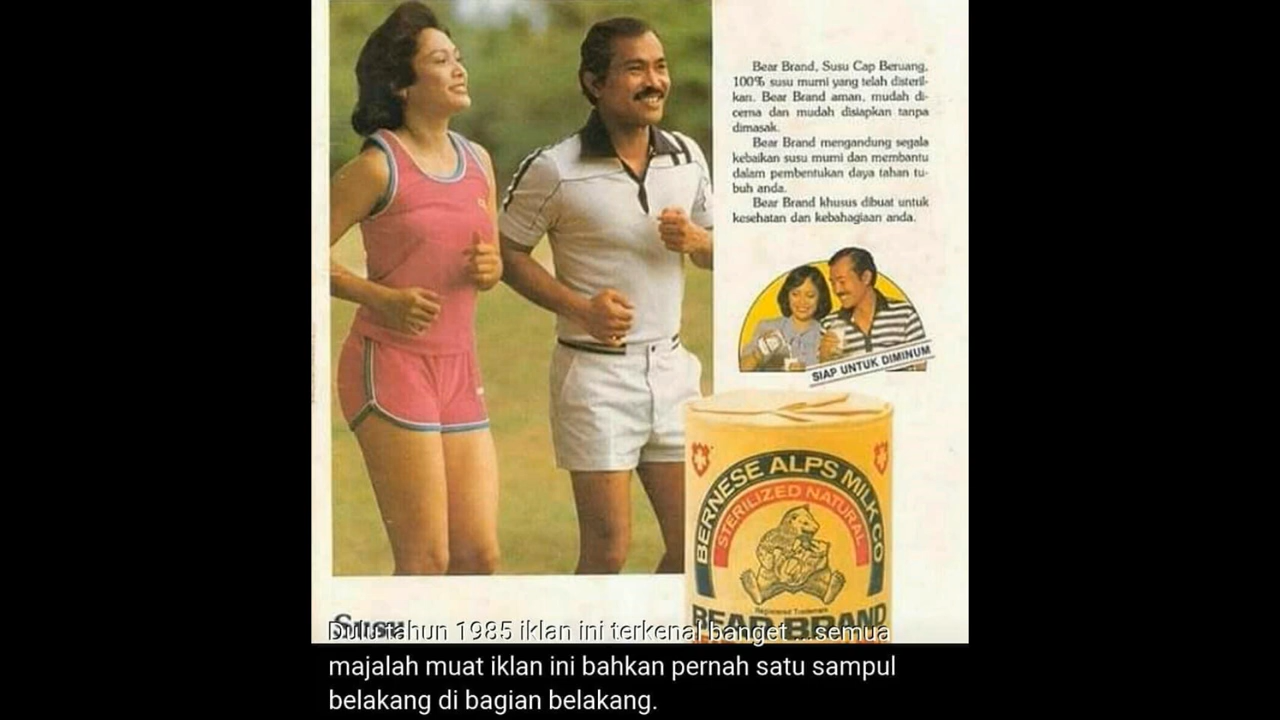 Bear Brand, Susu Cap Beruang,
100% susu murni yang telah disteril-
kan. Bear Brand aman, mudah di-
cerna dan mudah disiapkan tanpa
dimasak.
Bear Brand mengandung segala
kebaikan susu murni dan membantu
dalam pembentukan daya tahan tu-
buh anda.
Bear Brand khusus dibuat untuk
kesehatan dan kebahagiaan anda.
SIAP UNTUK DIMINUM
BERNESE ALPS MILK CO
STERILIZED NATURAL
Registered Trademark
BEAR BRAND
Susu
Dulu tahun 1985 iklan ini terkenal banget ...semua
majalah muat iklan ini bahkan pernah satu sampul
belakang di bagian belakang.